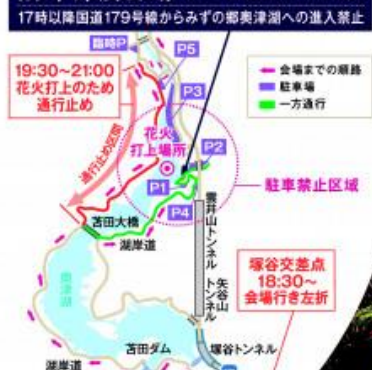 17時以降国道179号線からみずの郷奥津湖への進入禁止
臨時P
P5
19:30～21:00
花火打上のため
通行止め
会場までの順路
駐車場
一方通行
P3
花火
打上場所
P2
通行止め区間
P1
駐車禁止区域
P4
苫田大橋
湖岸道
雲井山トンネル
奥津湖
矢谷山
トンネル
塚谷交差点
18:30～
会場行き左折
苫田ダム
塚谷トンネル
湖岸道